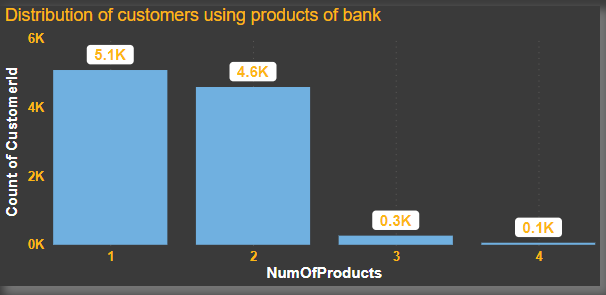 Distribution of customers using products of bank
6K
5.1K
4.6K
4K
Count of CustomerId
2K
0.3K
0.1K
0K
1 2 3 4
NumOfProducts